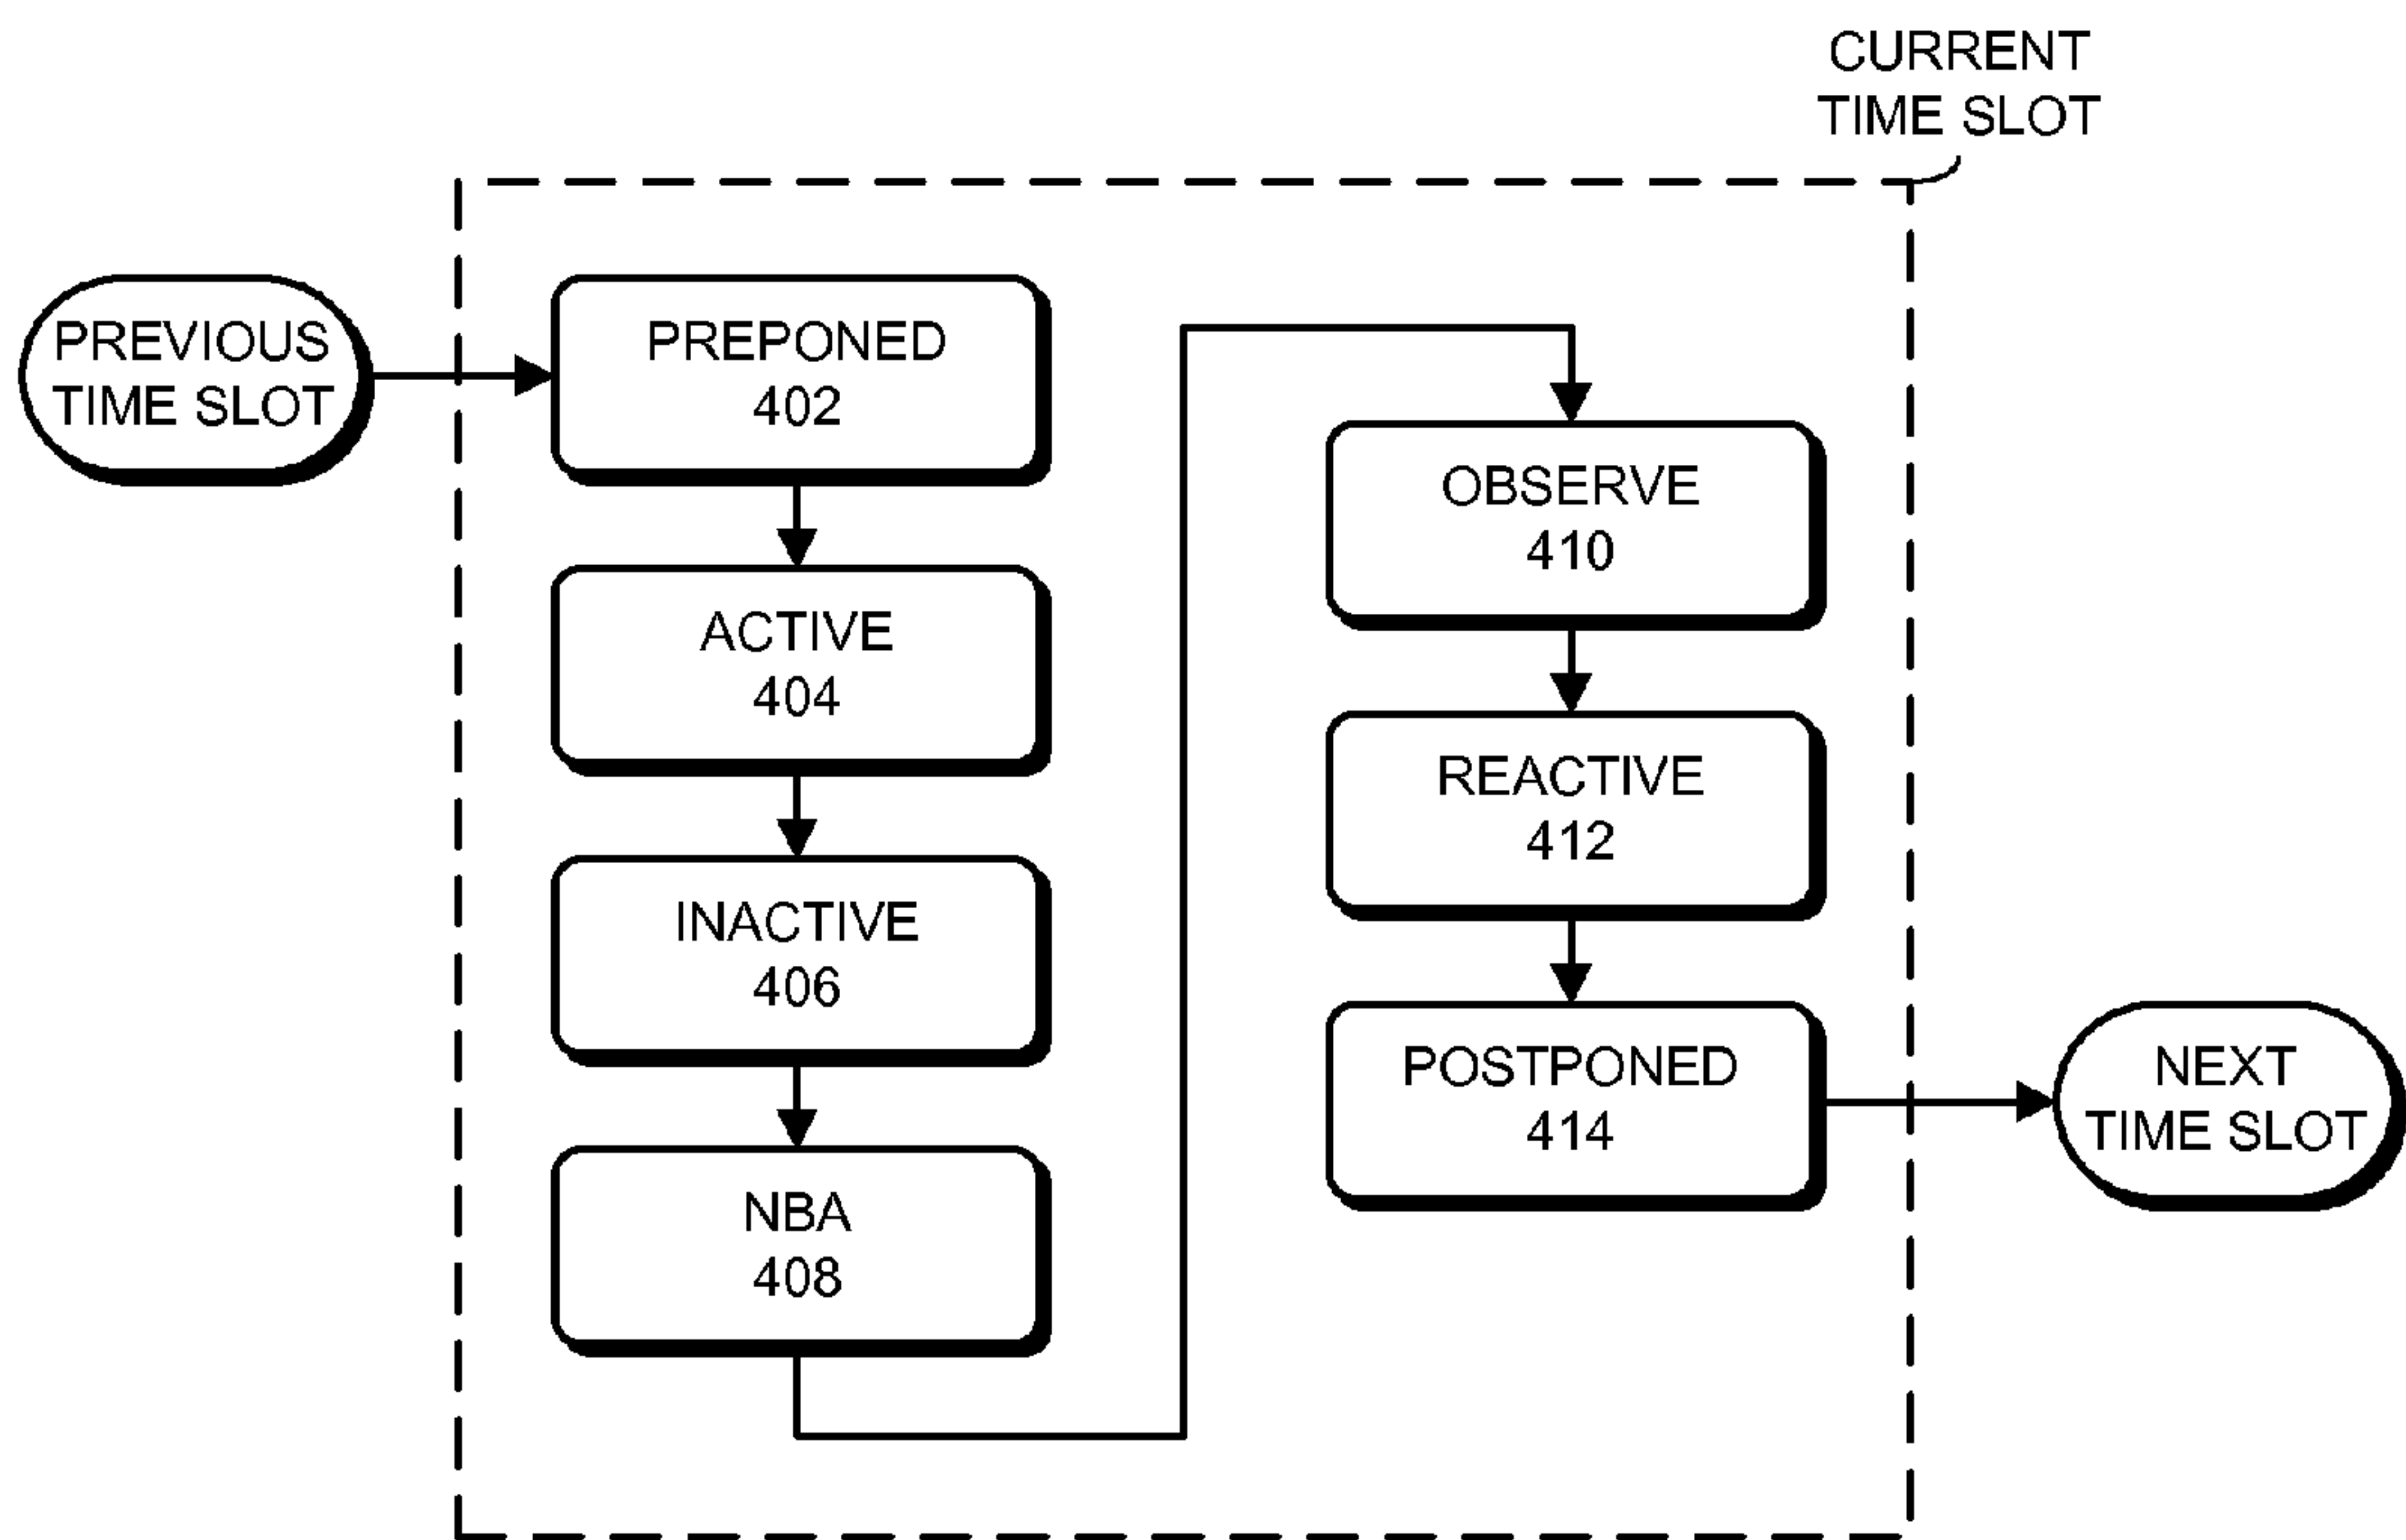 CURRENT
TIME SLOT
PREVIOUS
TIME SLOT
PREPONED
402
ACTIVE
404
INACTIVE
406
NBA
408
OBSERVE
410
REACTIVE
412
POSTPONED
414
NEXT
TIME SLOT